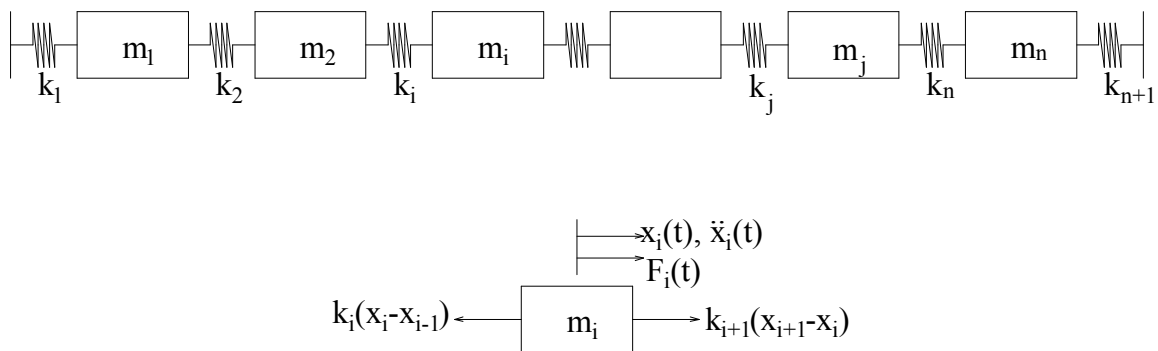 m₁ m₂ mᵢ mⱼ mₙ
k₁ k₂ kᵢ kⱼ kₙ kₙ₊₁
xᵢ(t), ẍᵢ(t)
Fᵢ(t)
kᵢ(xᵢ-xᵢ₋₁) mᵢ kᵢ₊₁(xᵢ₊₁-xᵢ)